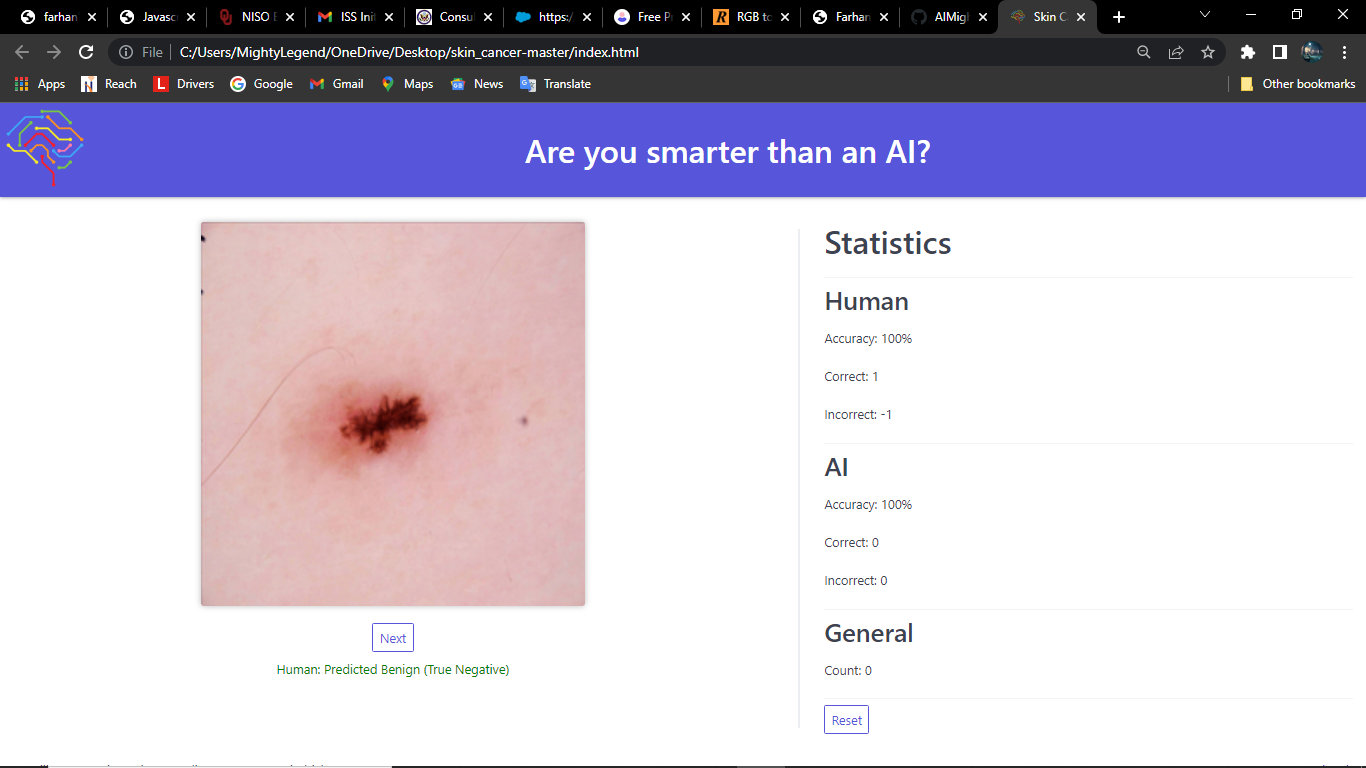 farhan
Javasc
NISO E
ISS Init
Consul
https:/
Free P
RGB to
Farhan
AIMigh
Skin C
File
C:/Users/MightyLegend/OneDrive/Desktop/skin_cancer-master/index.html
Apps
Reach
Drivers
Google
Gmail
Maps
News
Translate
Other bookmarks
Are you smarter than an AI?
Next
Human: Predicted Benign (True Negative)
Statistics
Human
Accuracy: 100%
Correct: 1
Incorrect: -1
AI
Accuracy: 100%
Correct: 0
Incorrect: 0
General
Count: 0
Reset